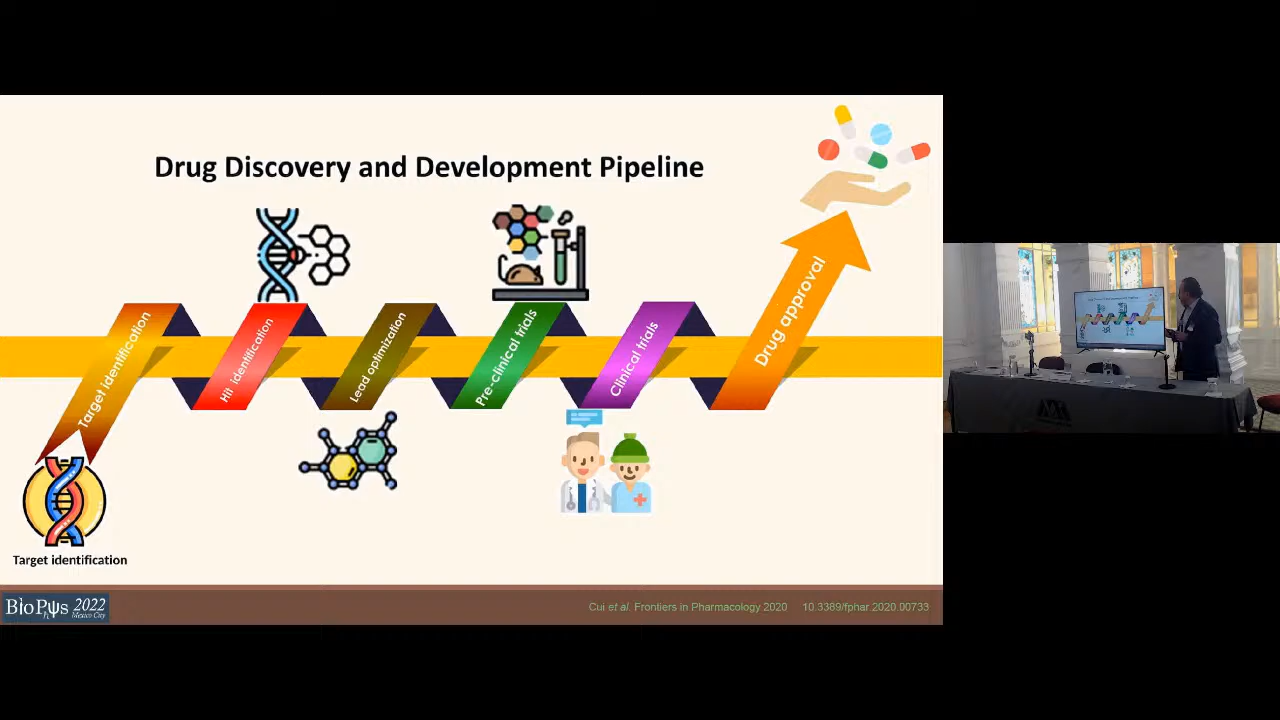 Drug Discovery and Development Pipeline
Target identification
Hit identification
Lead optimization
Pre-clinical trials
Clinical trials
Drug approval
Target identification
BioPhys 2022
Mexico City
Cui et al. Frontiers in Pharmacology 2020 10.3389/fphar.2020.00733